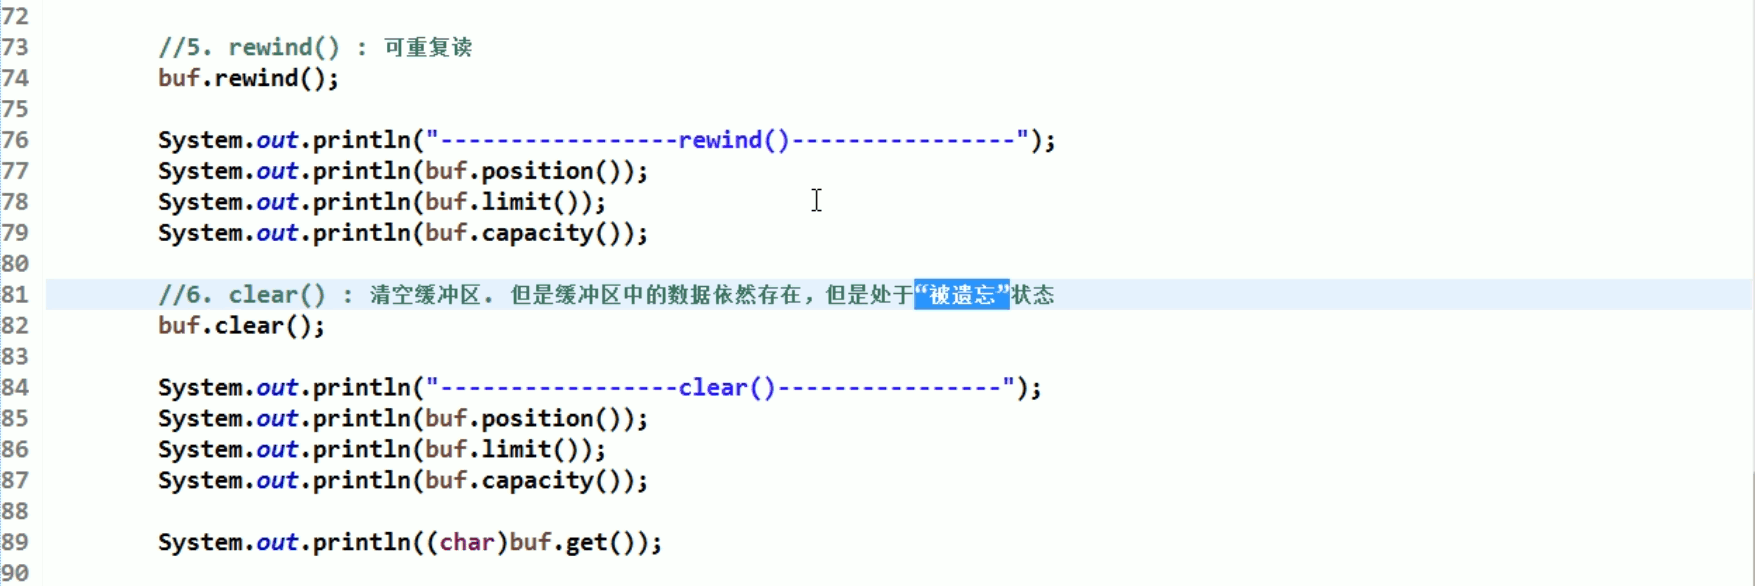 72
73 //5. rewind() : 可重复读
74 buf.rewind();
75
76 System.out.println("-----------------rewind()----------------");
77 System.out.println(buf.position());
78 System.out.println(buf.limit());
79 System.out.println(buf.capacity());
80
81 //6. clear() : 清空缓冲区. 但是缓冲区中的数据依然存在，但是处于“被遗忘”状态
82 buf.clear();
83
84 System.out.println("-----------------clear()----------------");
85 System.out.println(buf.position());
86 System.out.println(buf.limit());
87 System.out.println(buf.capacity());
88
89 System.out.println((char)buf.get());
90